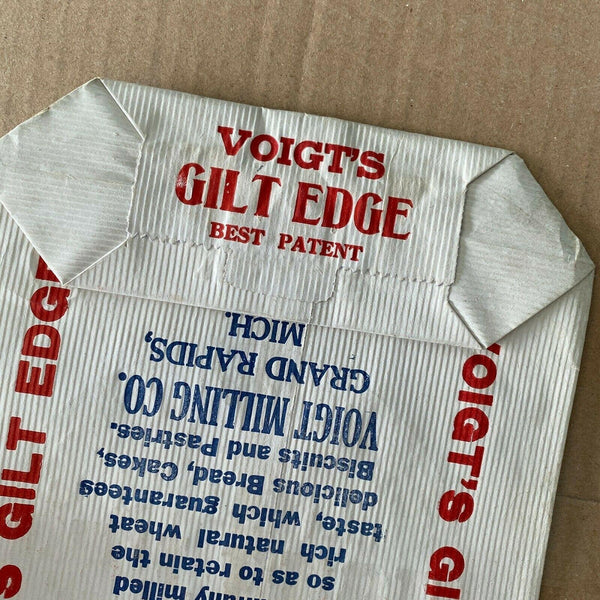 VOIGT'S
GILT EDGE
BEST PATENT
milled
so as to retain the
rich natural wheat
taste, which guarantees
delicious Bread, Cakes,
Biscuits and Pastries.
VOIGT MILLING CO.
GRAND RAPIDS,
MICH.
GILT EDGE
VOIGT'S